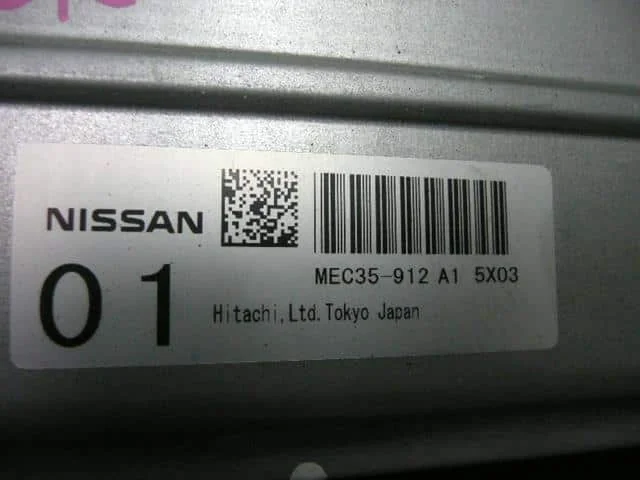 NISSAN
MEC35-912 A1 5X03
01
Hitachi,Ltd.Tokyo Japan